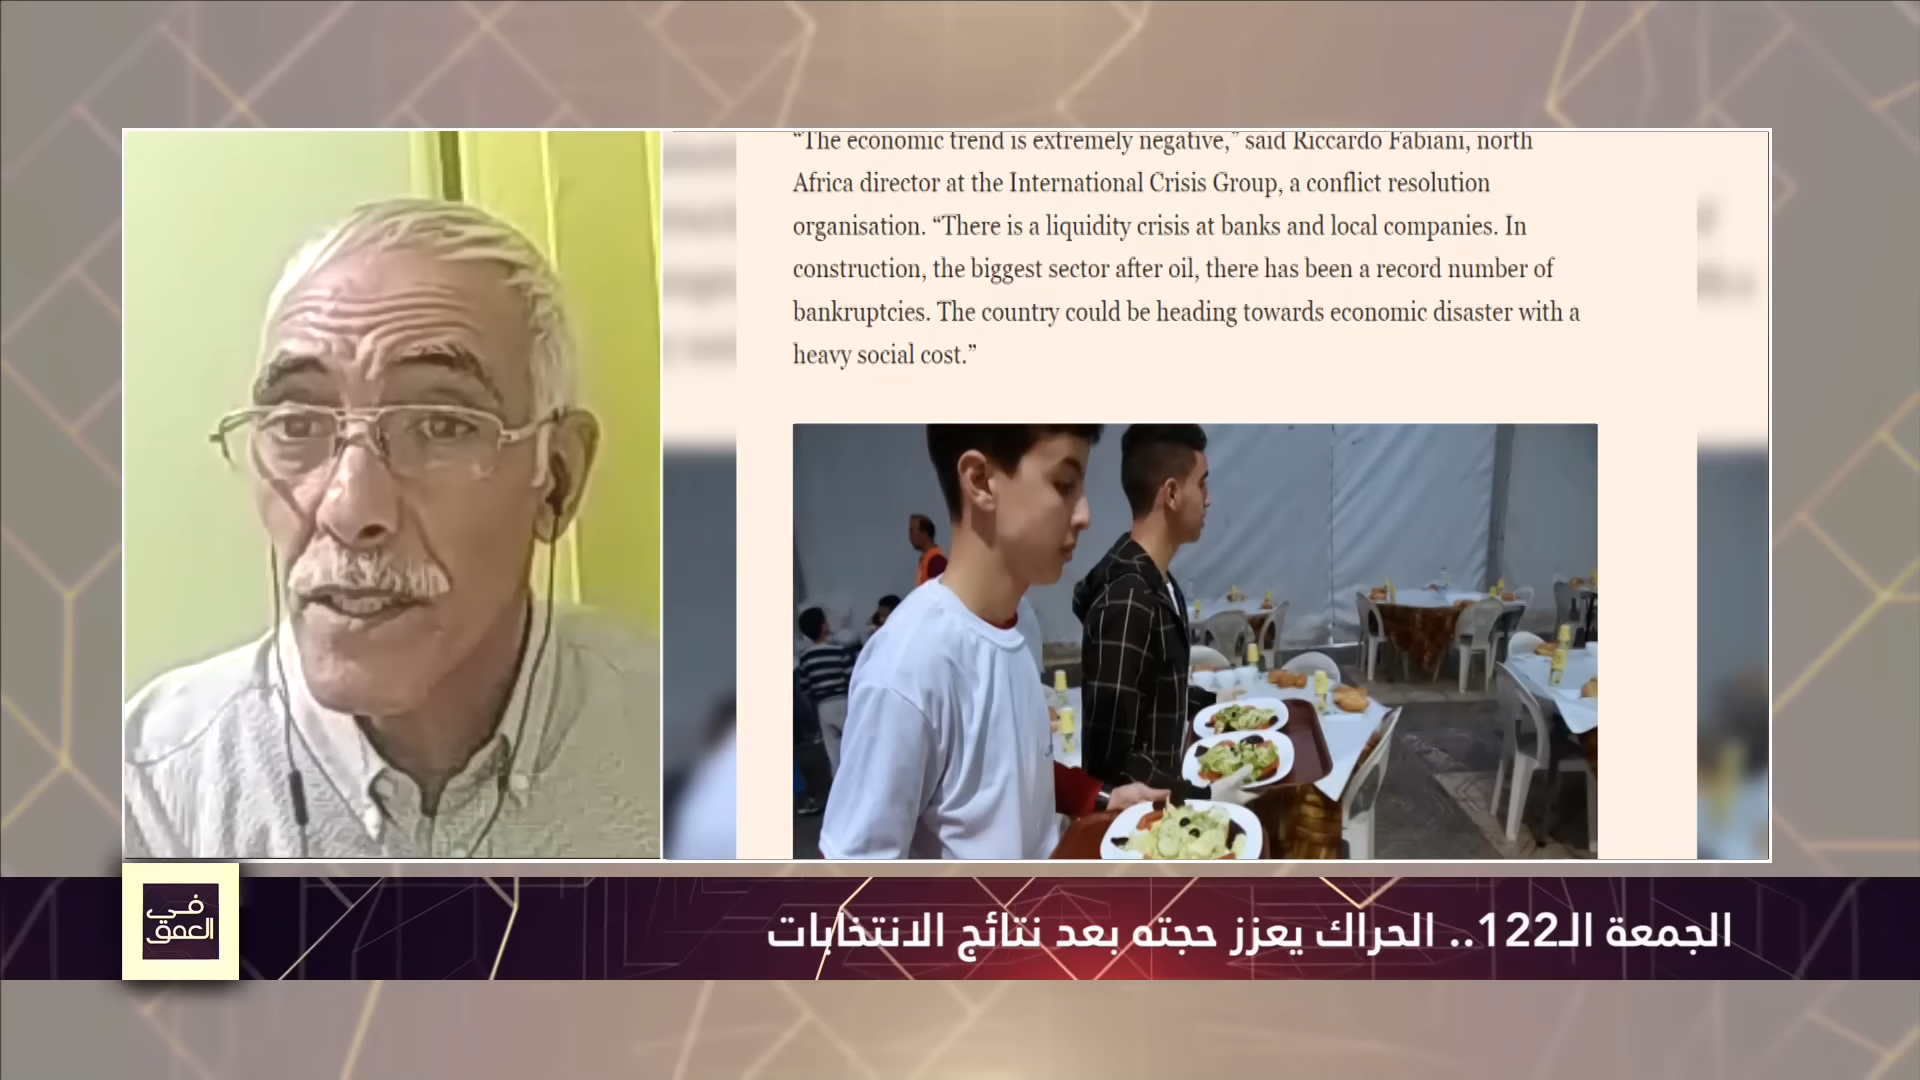 “The economic trend is extremely negative,” said Riccardo Fabiani, north
Africa director at the International Crisis Group, a conflict resolution
organisation. “There is a liquidity crisis at banks and local companies. In
construction, the biggest sector after oil, there has been a record number of
bankruptcies. The country could be heading towards economic disaster with a
heavy social cost.”
في
العمق
الجمعة الـ122.. الحراك يعزز حجته بعد نتائج الانتخابات